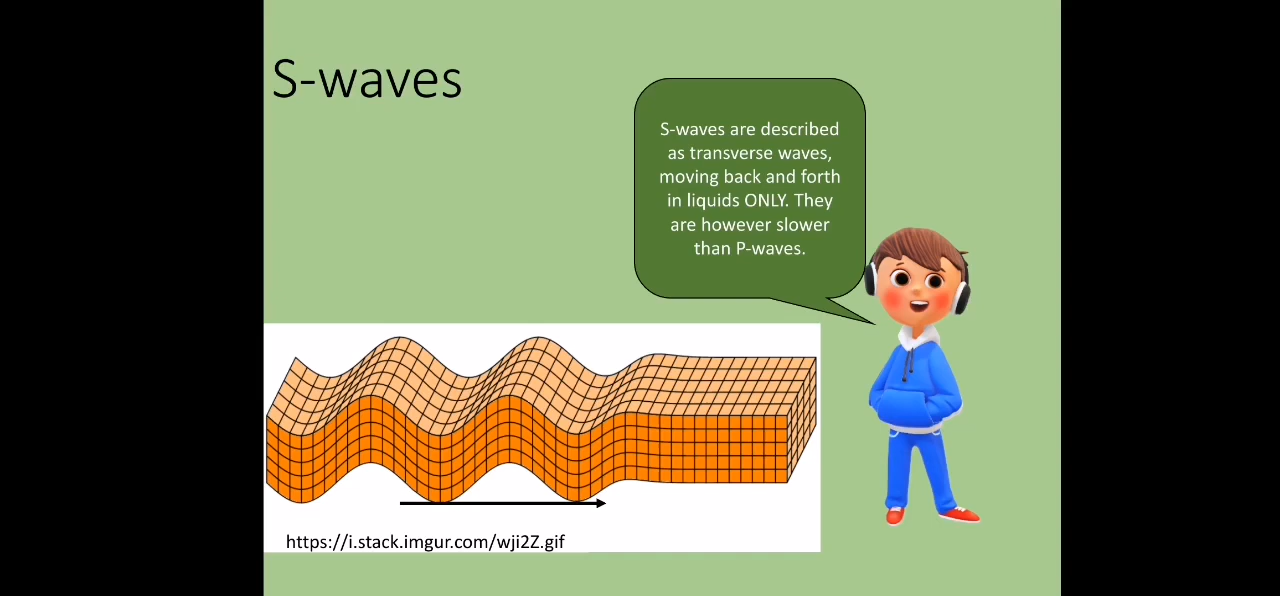 S-waves
S-waves are described
as transverse waves,
moving back and forth
in liquids ONLY. They
are however slower
than P-waves.
https://i.stack.imgur.com/wji2Z.gif